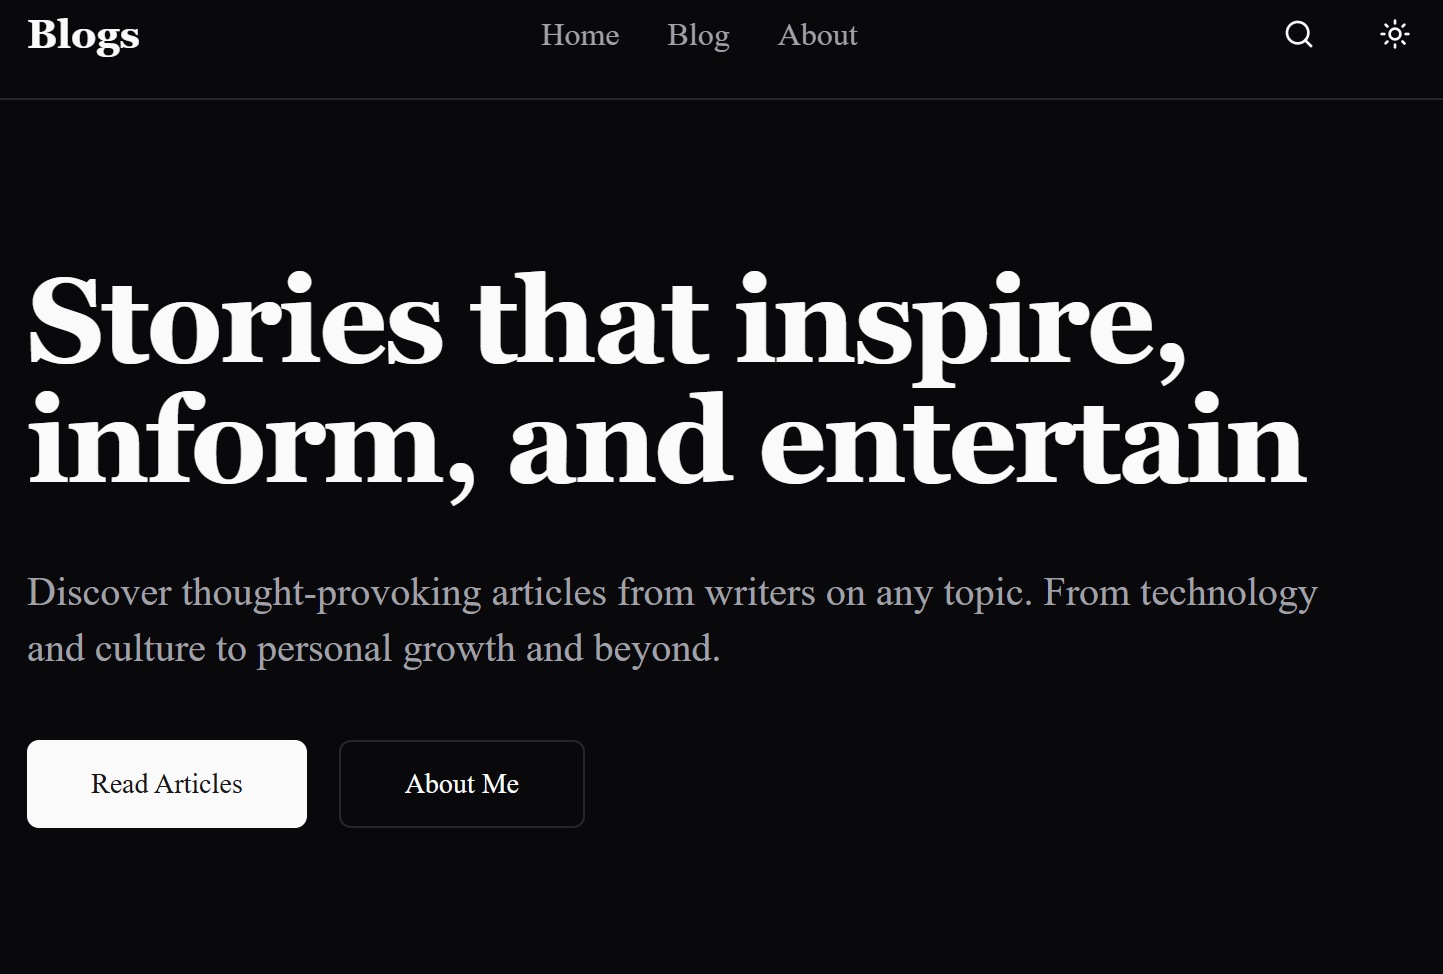 Blogs
Home
Blog
About
Stories that inspire,
inform, and entertain
Discover thought-provoking articles from writers on any topic. From technology
and culture to personal growth and beyond.
Read Articles
About Me